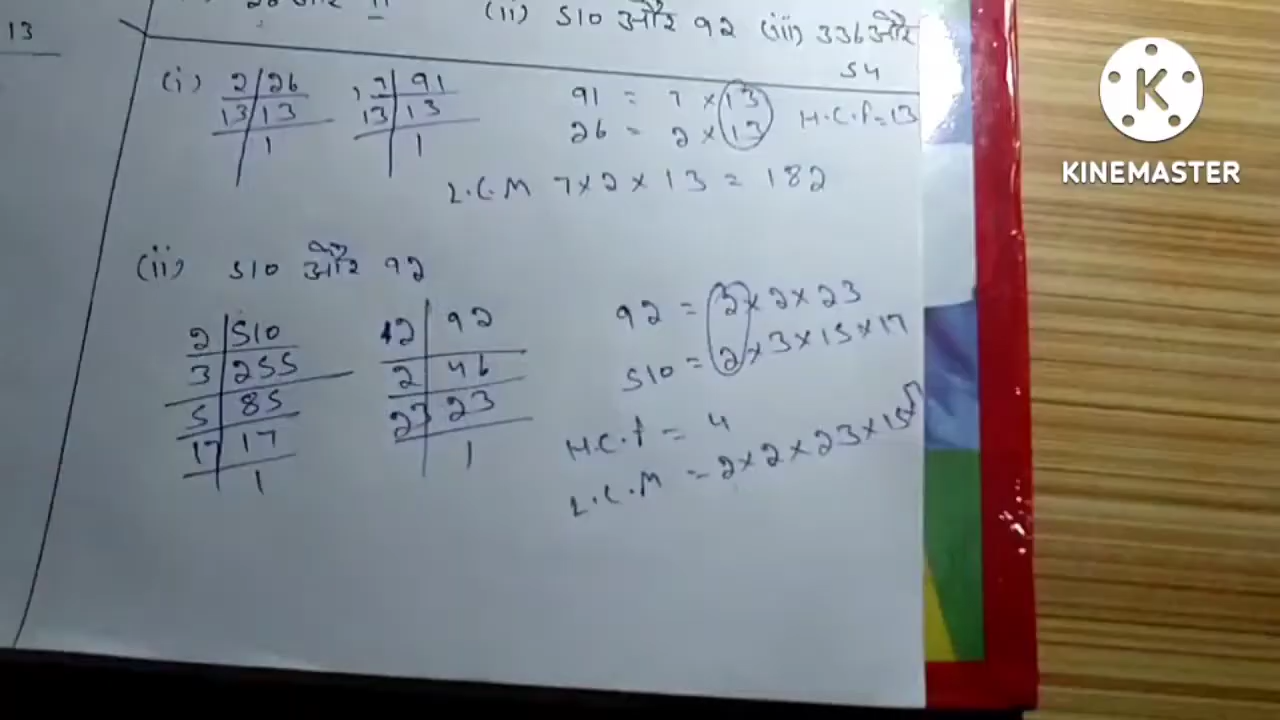 13
(ii) 510 और 92 (iii) 336 और
54
(i) 2 26 7 91
13 13 13 13
1 1
91 = 7 × 13
26 = 2 × 13
H.C.f = 13
L.C.M 7 × 2 × 13 = 182
(ii) 510 और 92
2 510
3 255
5 85
17 17
1
2 92
2 46
23 23
1
92 = 2 × 2 × 23
510 = 2 × 3 × 15 × 17
H.C.f = 4
L.C.M = 2 × 2 × 23 × 15 ×
K
KINEMASTER